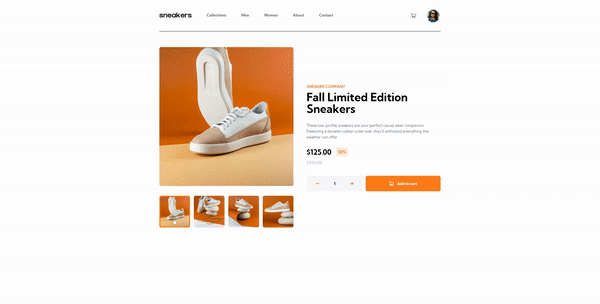 sneakers
Collections
Men
Women
About
Contact
SNEAKER COMPANY
Fall Limited Edition
Sneakers
These low-profile sneakers are your perfect casual wear companion.
Featuring a durable rubber outer sole, they'll withstand everything the
weather can offer.
$125.00
50%
$250.00
- 1 +
Add to cart